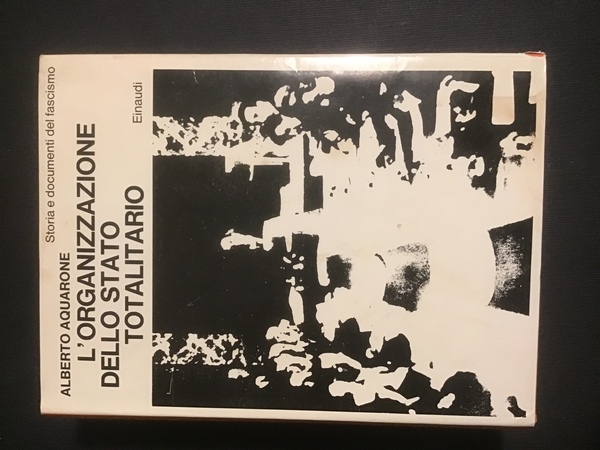 Storia e documenti del fascismo
ALBERTO AQUARONE
L'ORGANIZZAZIONE
DELLO STATO
TOTALITARIO
Einaudi